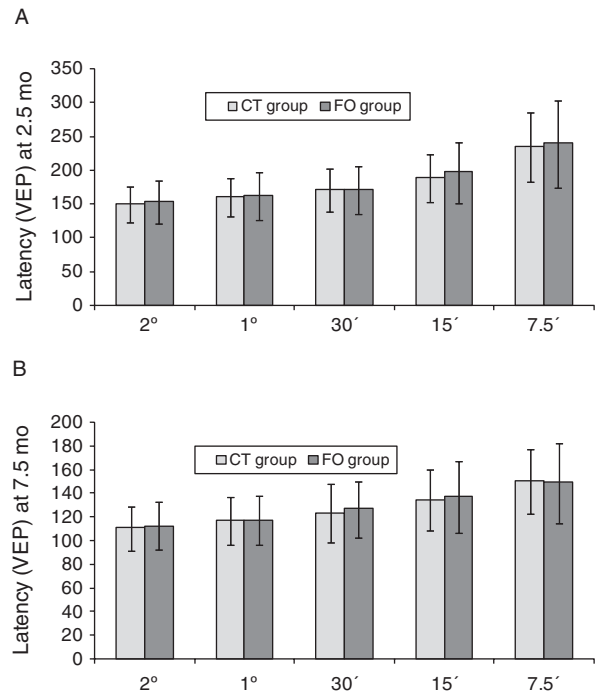 A
Latency (VEP) at 2.5 mo
350
300
250
200
150
100
50
0
CT group FO group
2° 1° 30´ 15´ 7.5´
B
Latency (VEP) at 7.5 mo
200
180
160
140
120
100
80
60
40
20
0
CT group FO group
2° 1° 30´ 15´ 7.5´